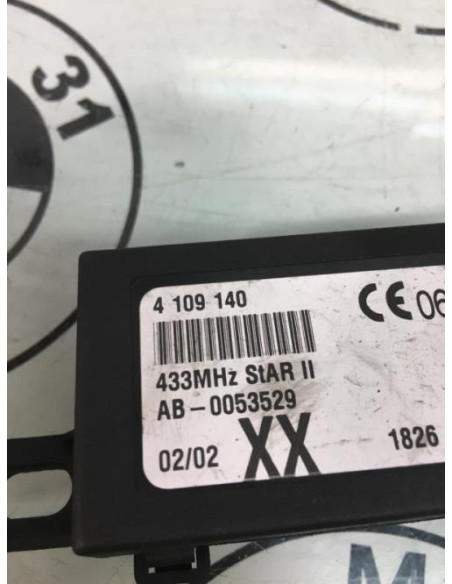 31
4 109 140
CE 06
433MHz StAR II
AB-0053529
02/02 XX 1826
M